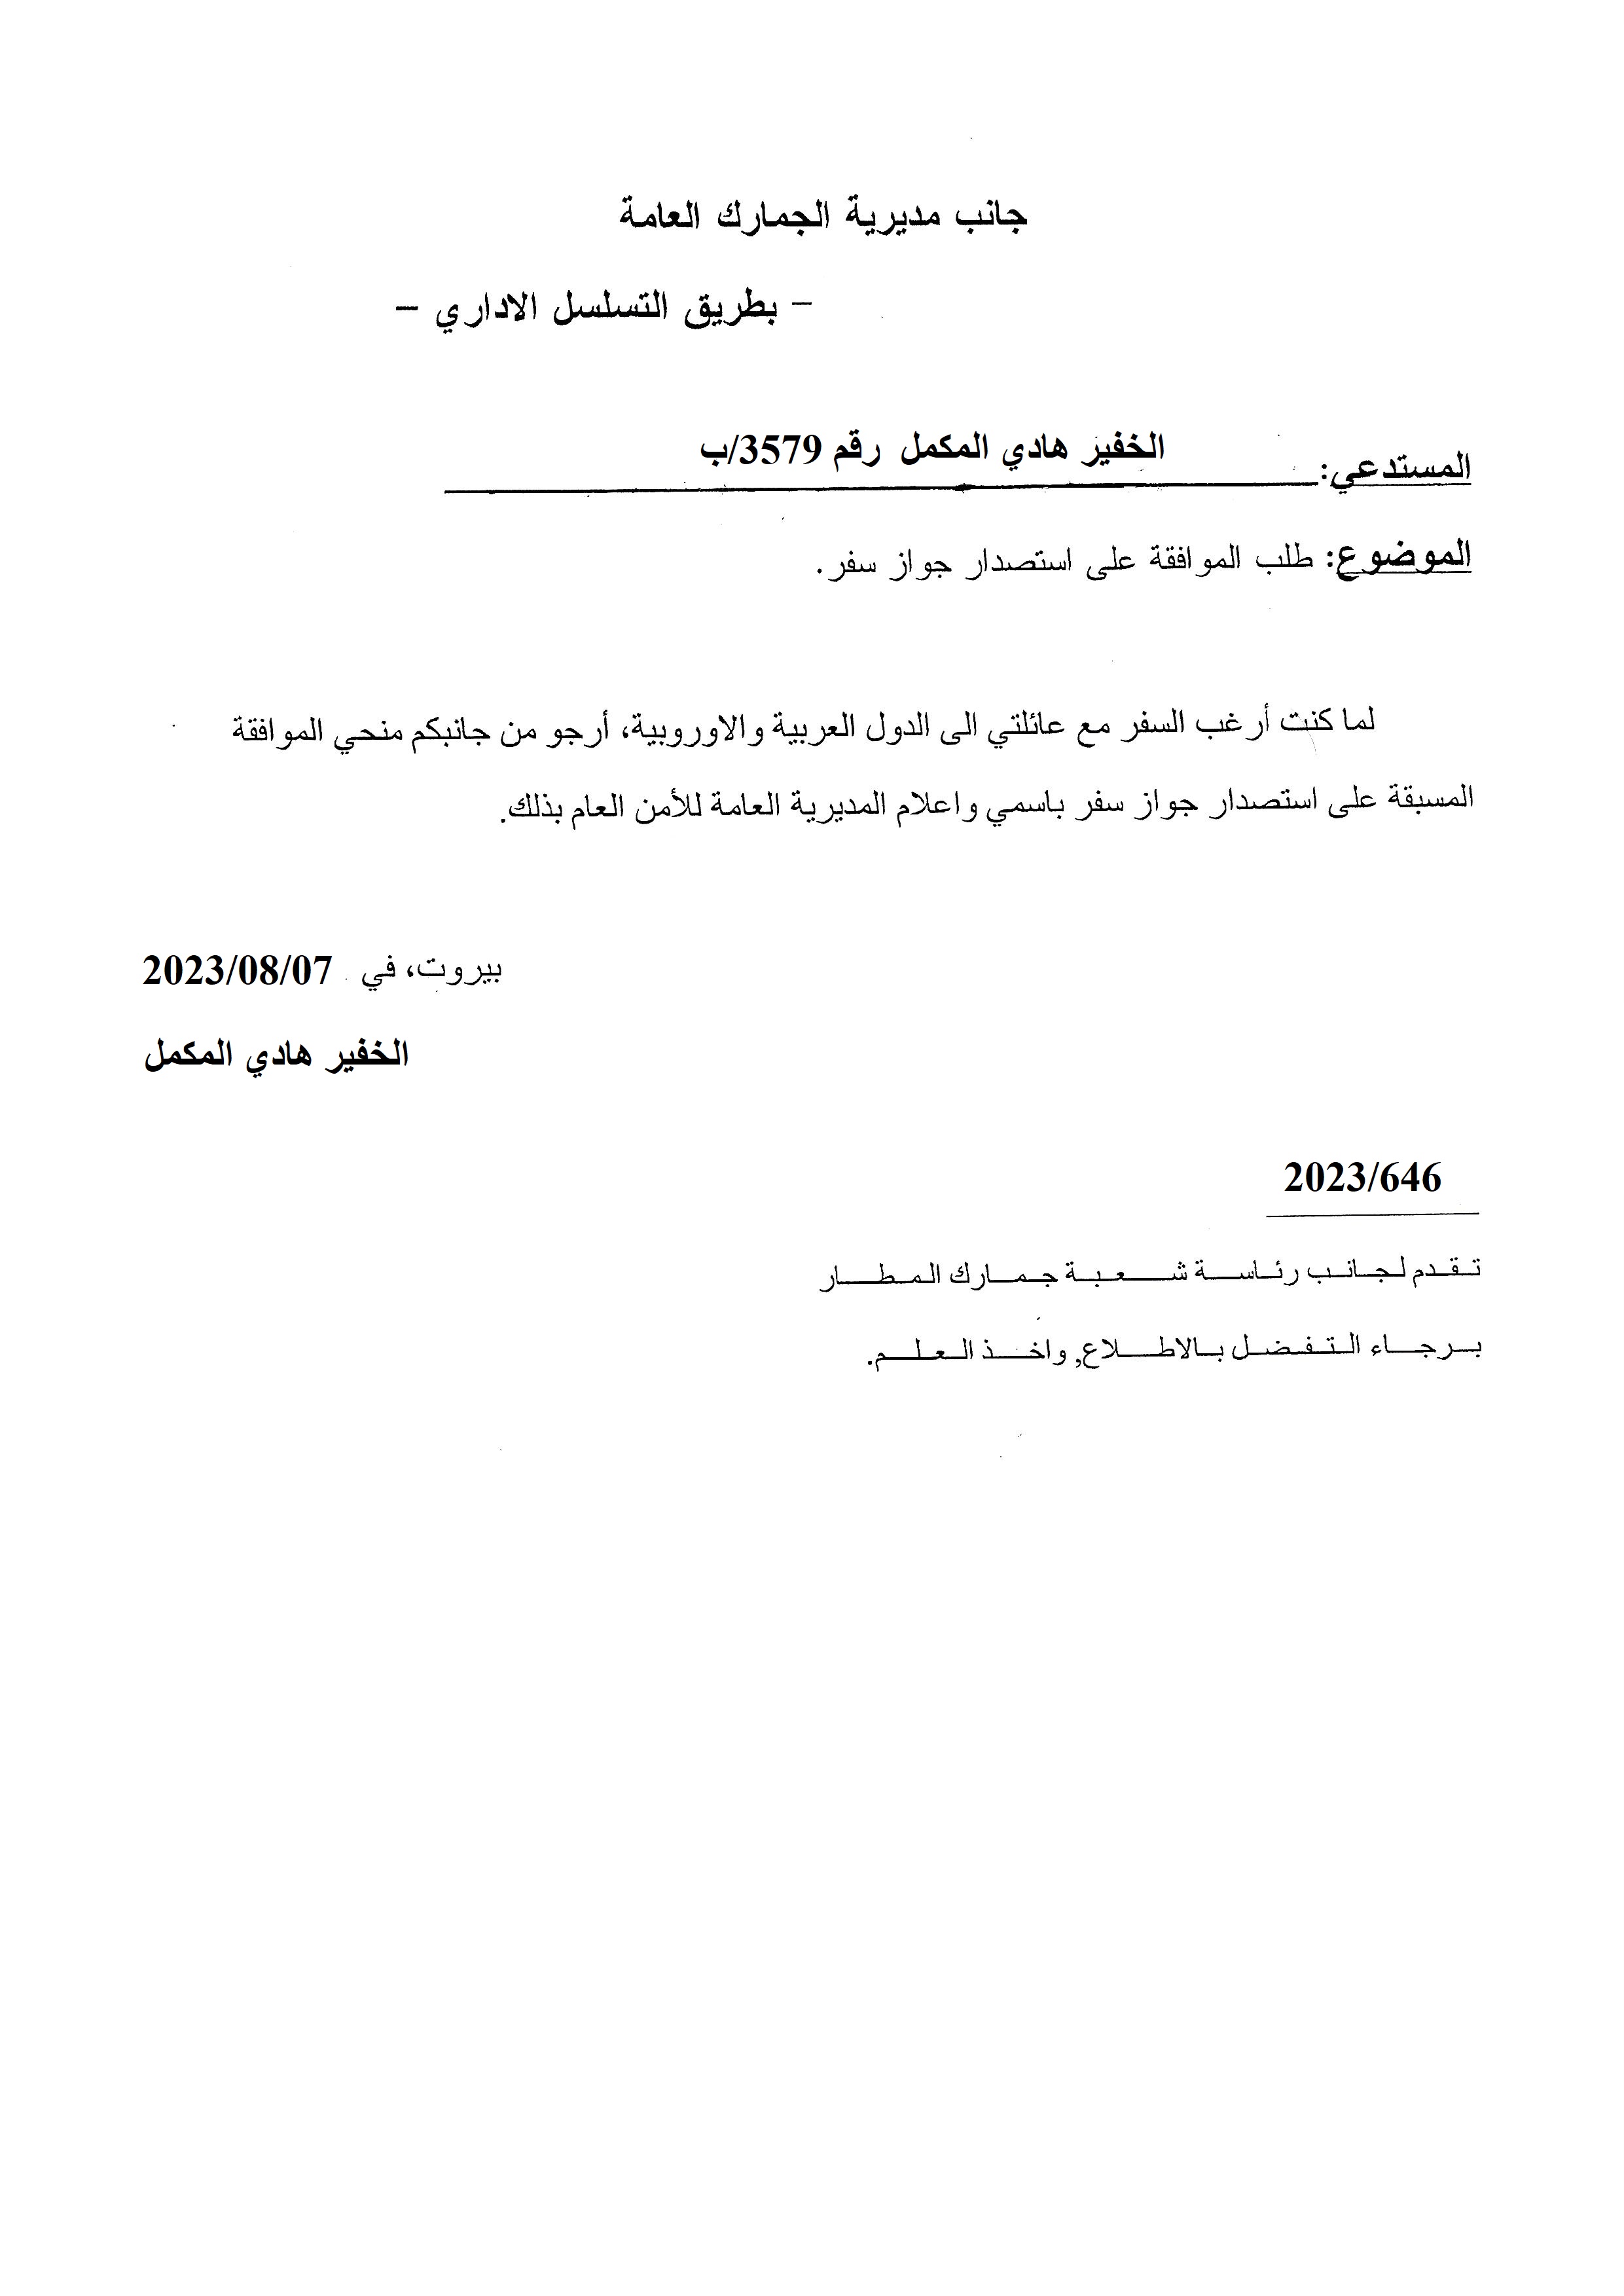 جانب مديرية الجمارك العامة
– بطريق التسلسل الاداري –
المستدعي: الخفير هادي المكمل رقم 3579/ب
الموضوع: طلب الموافقة على استصدار جواز سفر.
لما كنت أرغب السفر مع عائلتي الى الدول العربية والاوروبية، أرجو من جانبكم منحي الموافقة
المسبقة على استصدار جواز سفر باسمي واعلام المديرية العامة للأمن العام بذلك.
بيروت، في 2023/08/07
الخفير هادي المكمل
2023/646
تقدم لجانب رئاسة شعبة جمارك المطار
برجاء التفضل بالاطلاع, واخذ العلم.